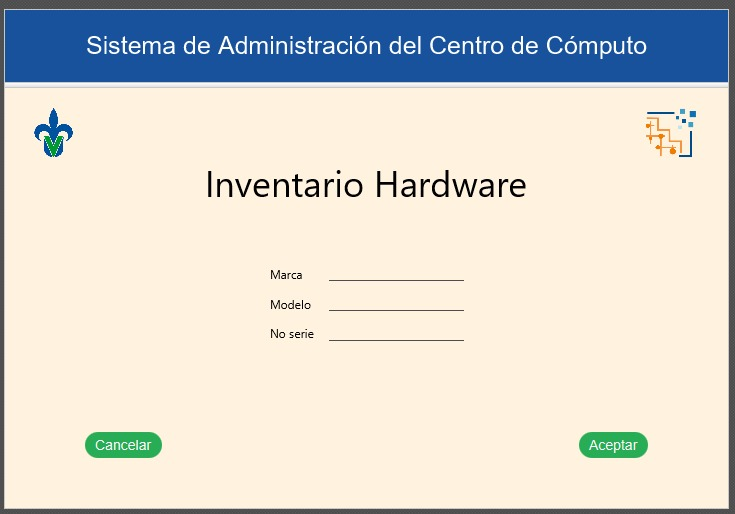 Sistema de Administración del Centro de Cómputo
Inventario Hardware
Marca
Modelo
No serie
Cancelar
Aceptar